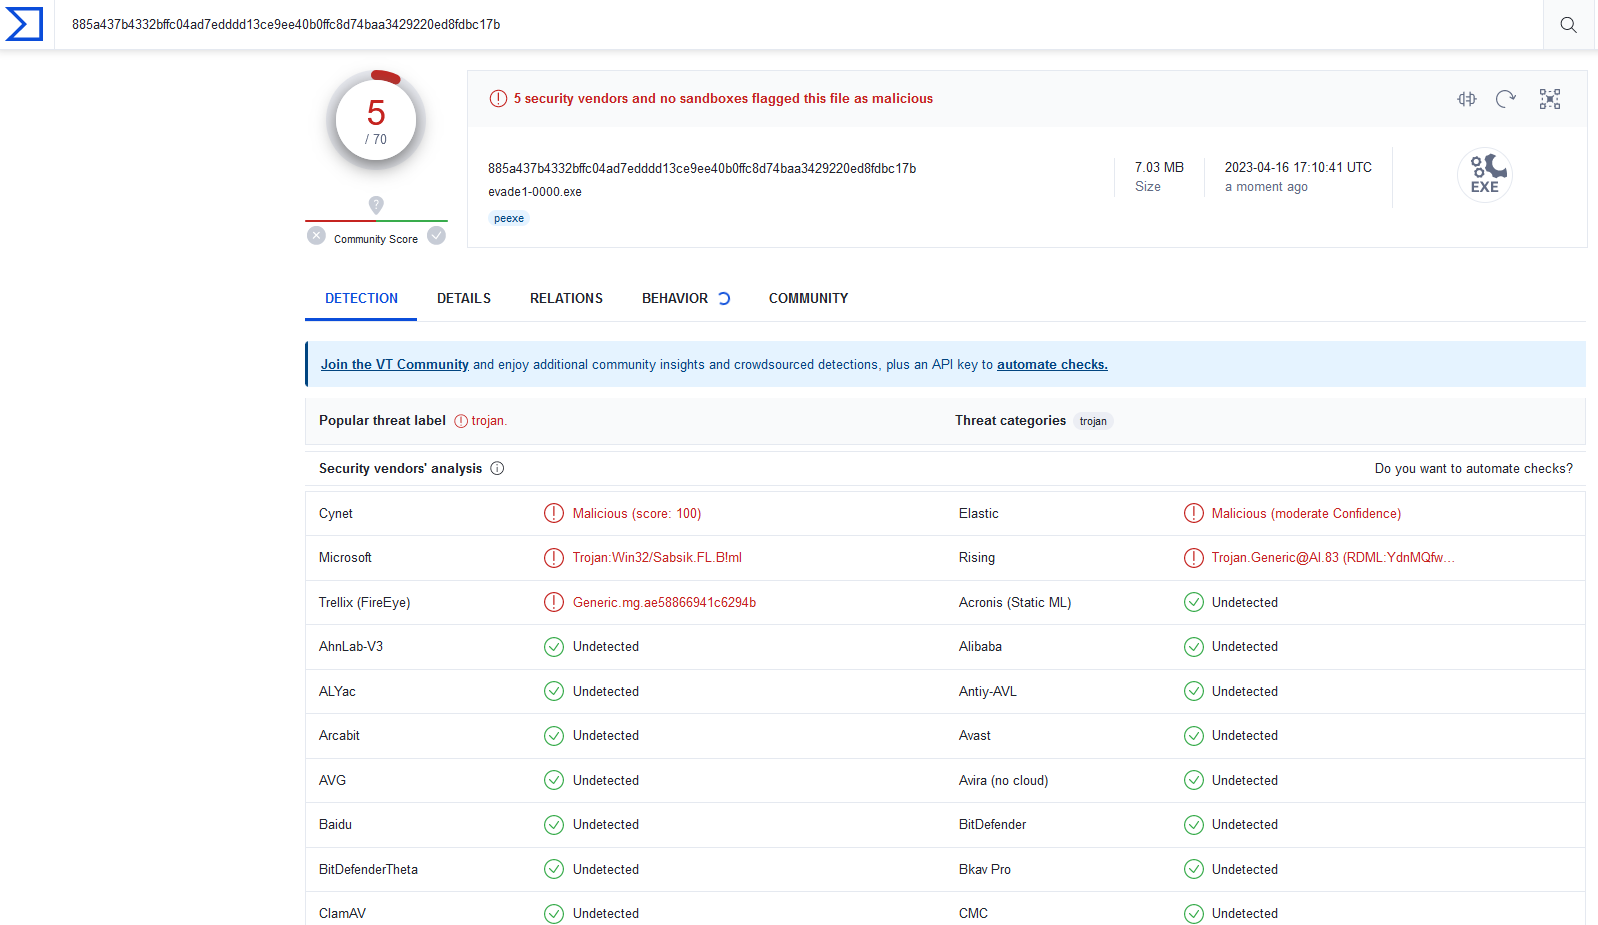 885a437b4332bffc04ad7edddd13ce9ee40b0ffc8d74baa3429220ed8fdbc17b
5
/ 70
Community Score
5 security vendors and no sandboxes flagged this file as malicious
885a437b4332bffc04ad7edddd13ce9ee40b0ffc8d74baa3429220ed8fdbc17b
evade1-0000.exe
peexe
7.03 MB
Size
2023-04-16 17:10:41 UTC
a moment ago
EXE
DETECTION DETAILS RELATIONS BEHAVIOR COMMUNITY
Join the VT Community and enjoy additional community insights and crowdsourced detections, plus an API key to automate checks.
Popular threat label trojan. Threat categories trojan
Security vendors' analysis Do you want to automate checks?
Cynet Malicious (score: 100) Elastic Malicious (moderate Confidence)
Microsoft Trojan:Win32/Sabsik.FL.B!ml Rising Trojan.Generic@AI.83 (RDML:YdnMQfw...
Trellix (FireEye) Generic.mg.ae58866941c6294b Acronis (Static ML) Undetected
AhnLab-V3 Undetected Alibaba Undetected
ALYac Undetected Antiy-AVL Undetected
Arcabit Undetected Avast Undetected
AVG Undetected Avira (no cloud) Undetected
Baidu Undetected BitDefender Undetected
BitDefenderTheta Undetected Bkav Pro Undetected
ClamAV Undetected CMC Undetected